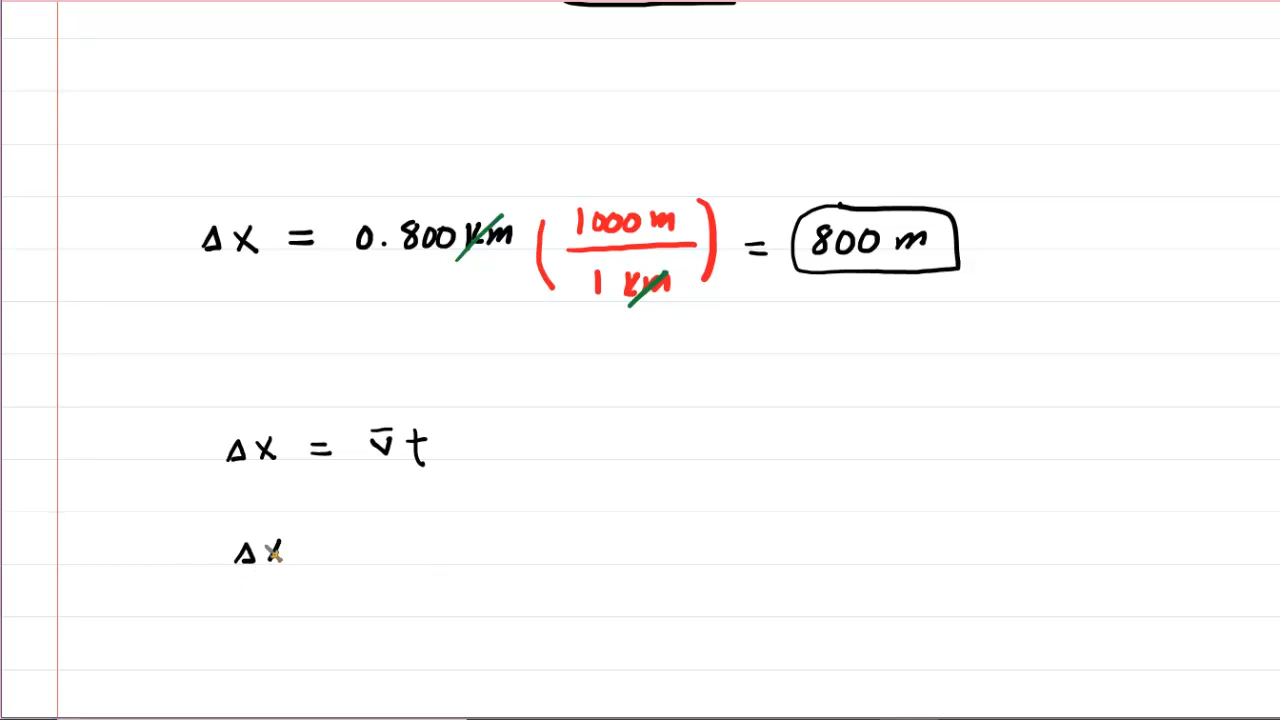 Δx = 0.800 km (1000 m / 1 km) = 800 m
Δx = v̄ t
Δx